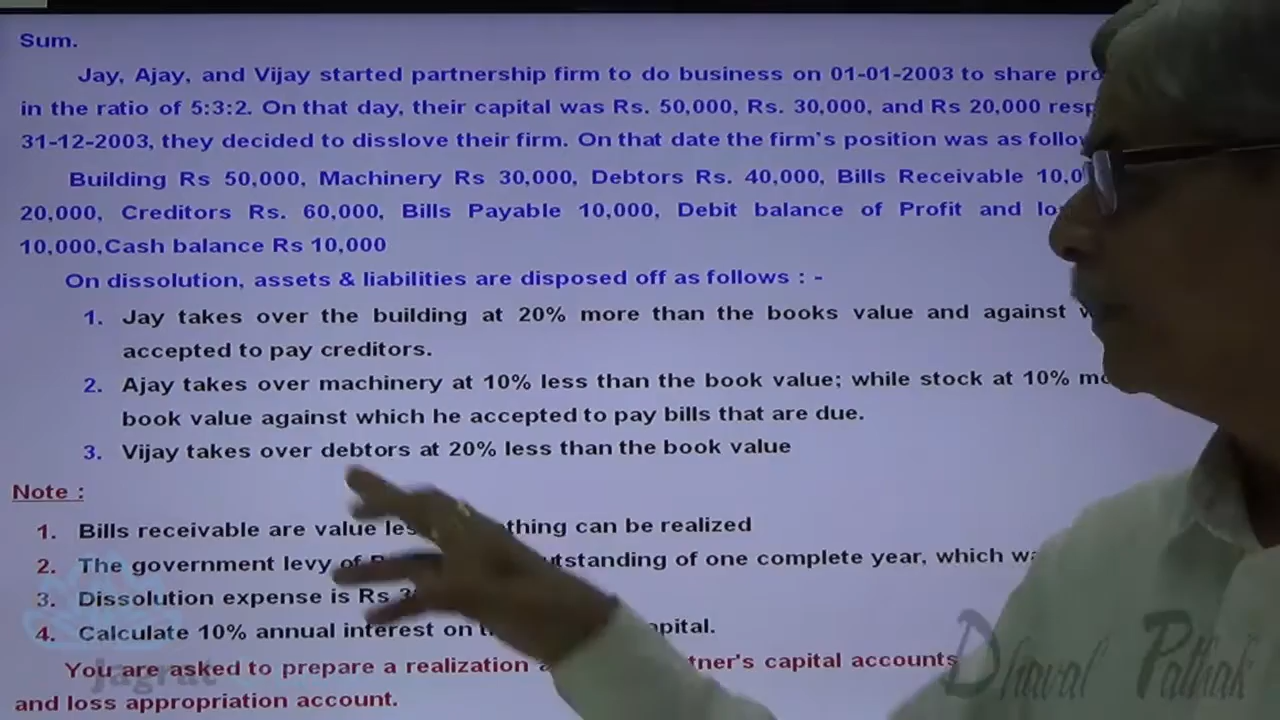 Sum.
Jay, Ajay, and Vijay started partnership firm to do business on 01-01-2003 to share
in the ratio of 5:3:2. On that day, their capital was Rs. 50,000, Rs. 30,000, and Rs 20,000
31-12-2003, they decided to disslove their firm. On that date the firm's position was as
Building Rs 50,000, Machinery Rs 30,000, Debtors Rs. 40,000, Bills Receivable
20,000, Creditors Rs. 60,000, Bills Payable 10,000, Debit balance of Profit and
10,000,Cash balance Rs 10,000
On dissolution, assets & liabilities are disposed off as follows : -
1. Jay takes over the building at 20% more than the books value and against
accepted to pay creditors.
2. Ajay takes over machinery at 10% less than the book value; while stock at 10%
book value against which he accepted to pay bills that are due.
3. Vijay takes over debtors at 20% less than the book value
Note :
1. Bills receivable are value can be realized
2. The government levy of of one complete year, which
3. Dissolution expense is Rs
4. Calculate 10% annual interest on
You are asked to prepare a realization capital accounts
and loss appropriation account.
Jagrut
Dhaval Pathak